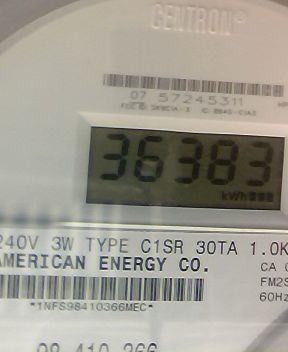 CENTRON®
07 57245311
36383
kWh
240V 3W TYPE C1SR 30TA 1.0K
AMERICAN ENERGY CO.
CA
FM2S
60Hz
*1NFS98410366MEC*
98 410 366